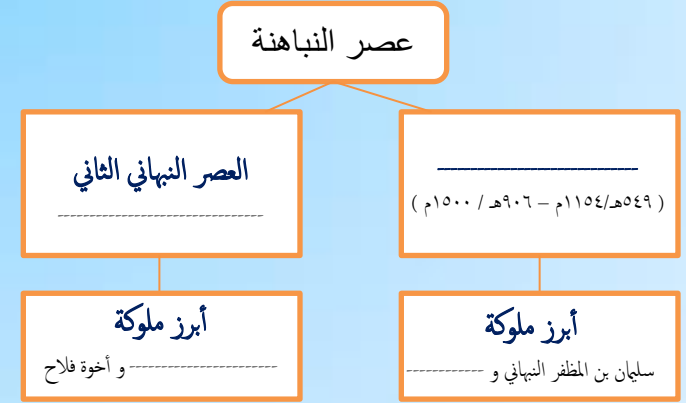 عصر النباهنة
ــــــــــــــــــــــــــــــ
( ٥٤٩هـ/١١٥٤م – ٩٠٦هـ / ١٥٠٠م )
أبرز ملوكة
سليمان بن المظفر النبهاني و ------------
العصر النبهاني الثاني
--------------------------------
أبرز ملوكة
----------------------- و أخوة فلاح